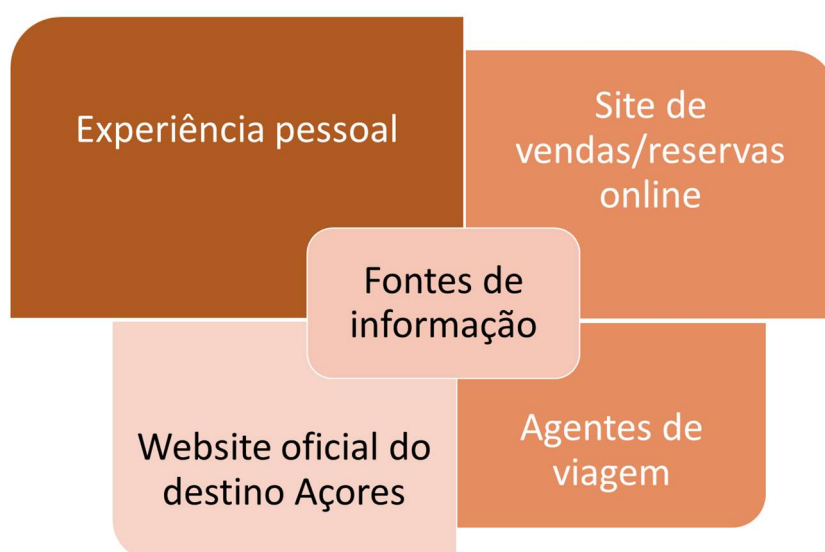 Experiência pessoal
Site de
vendas/reservas
online
Fontes de
informação
Website oficial do
destino Açores
Agentes de
viagem